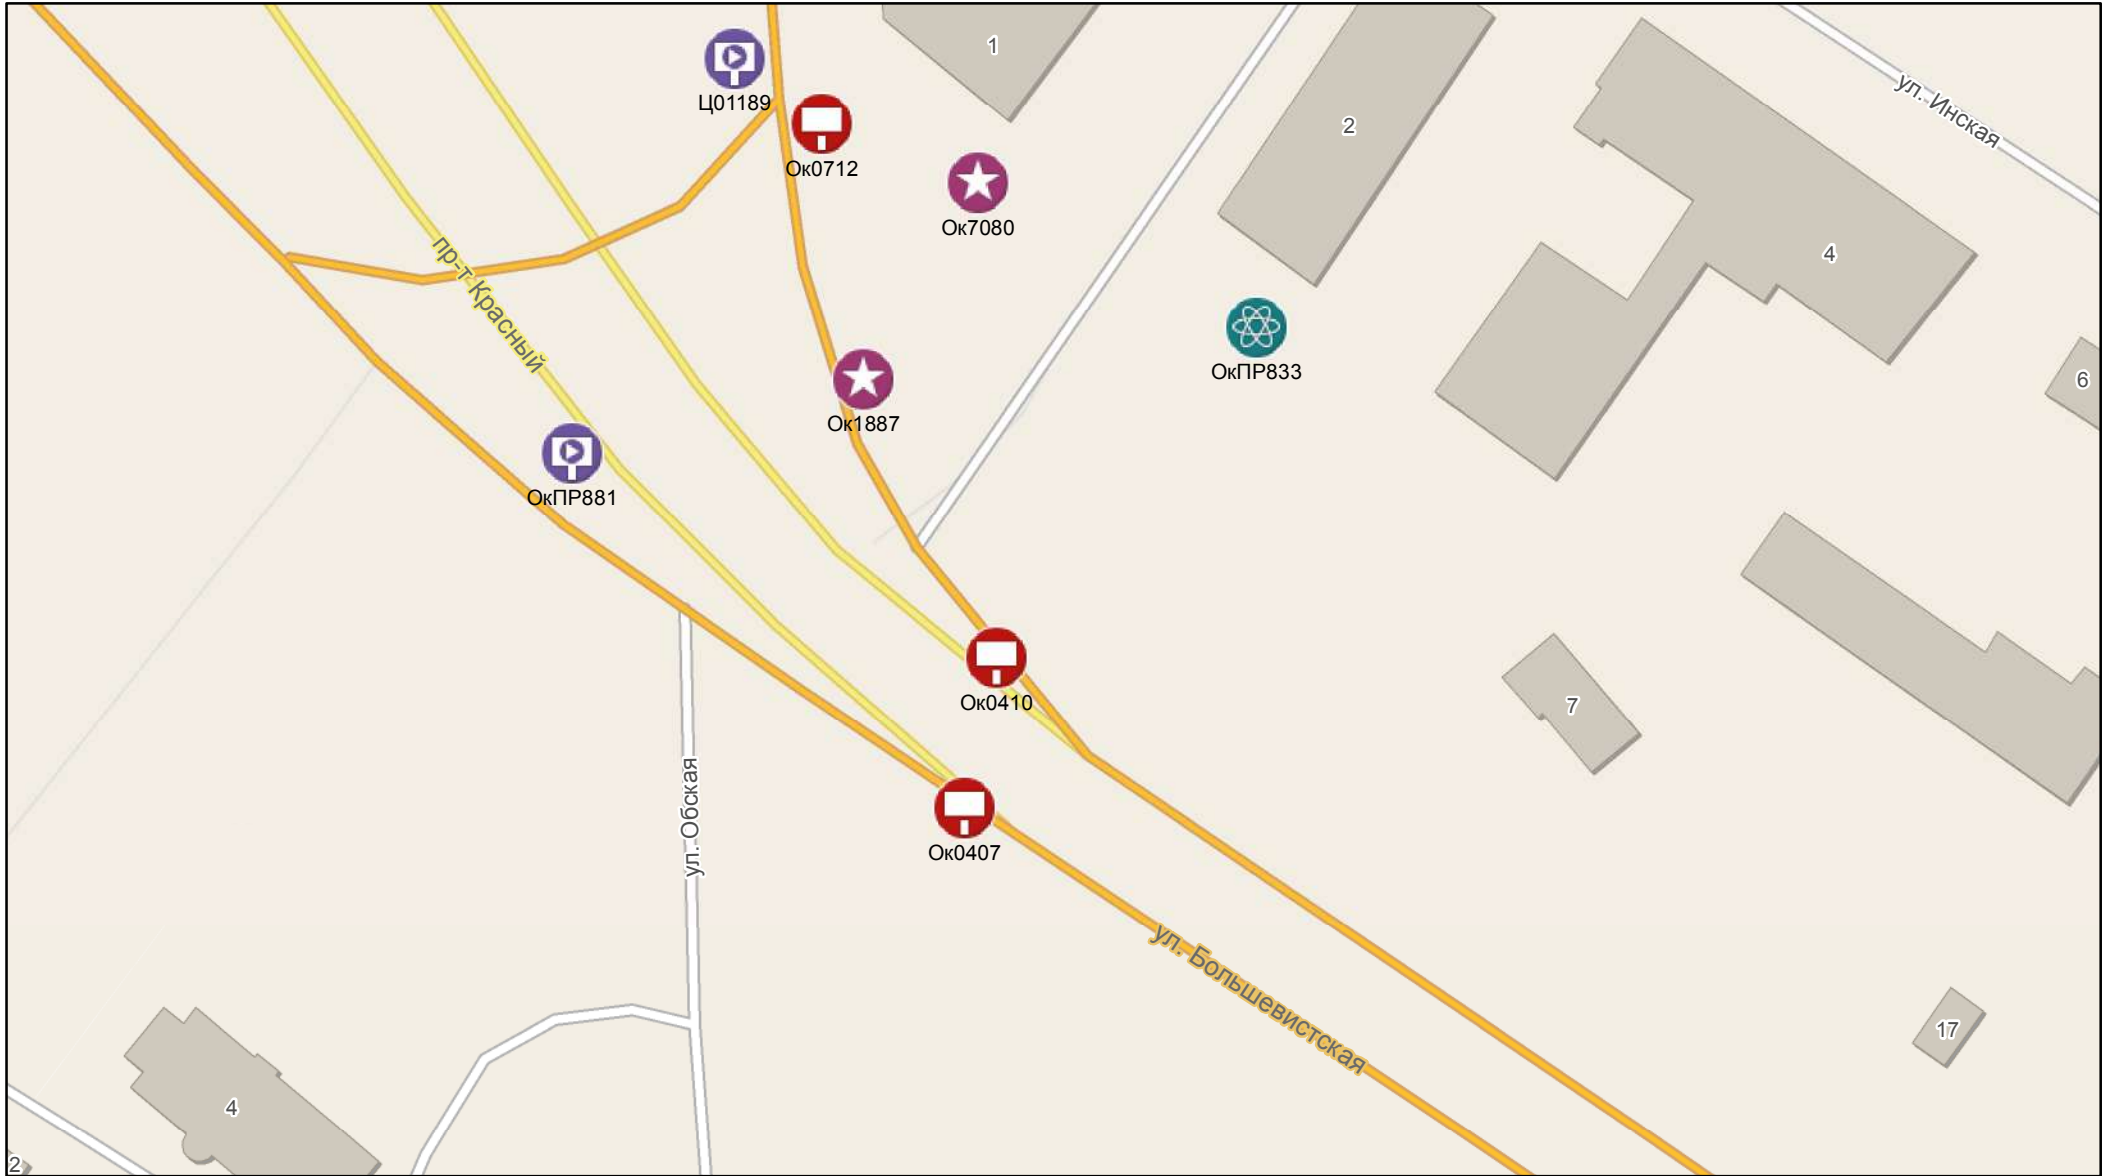 1
Ц01189
ул. Инская
2
Ок0712
Ок7080
4
пр-т Красный
ОкПР833
6
Ок1887
ОкПР881
Ок0410
7
ул. Обская
Ок0407
ул. Большевистская
17
4
2